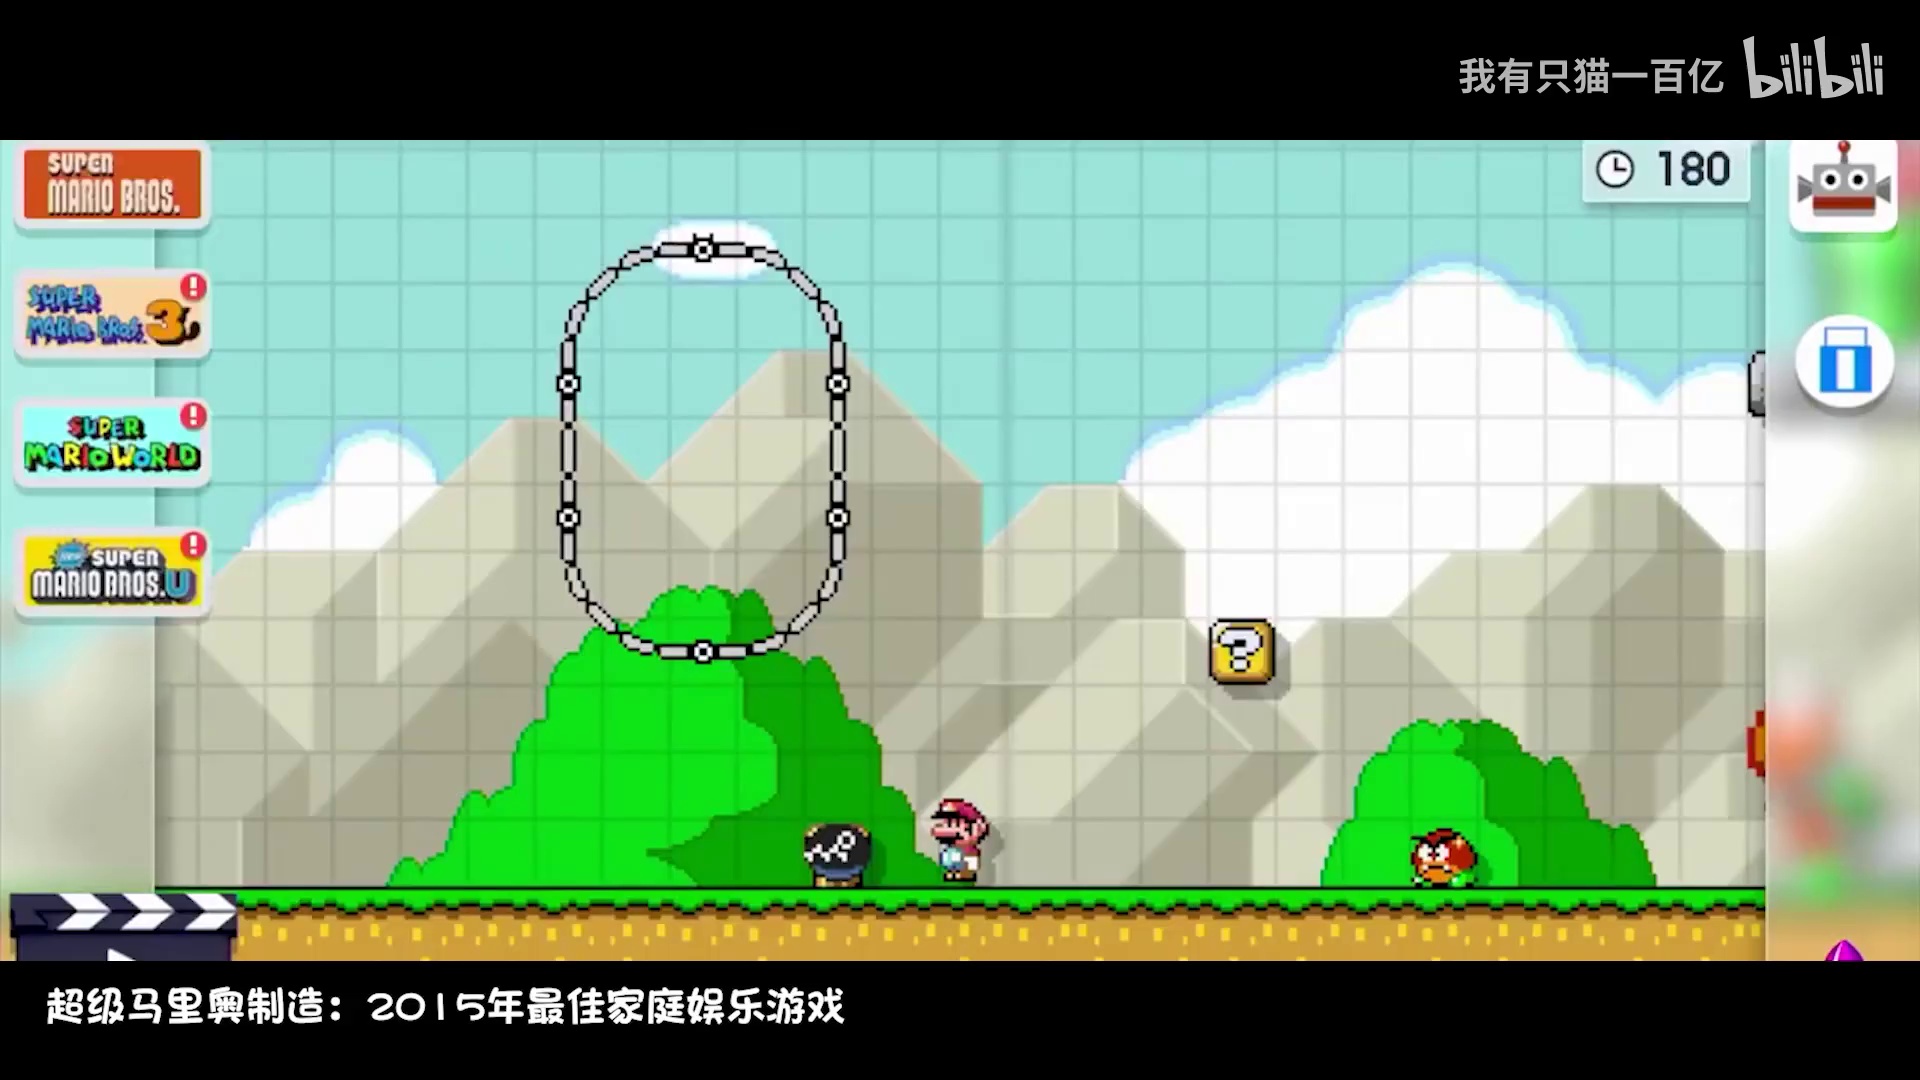 我有只猫一百亿 bilibili
SUPER
MARIO BROS.
180
SUPER
MARIO BROS. 3
!
SUPER
MARIO WORLD
!
New SUPER
MARIO BROS. U
!
?
超级马里奥制造：2015年最佳家庭娱乐游戏